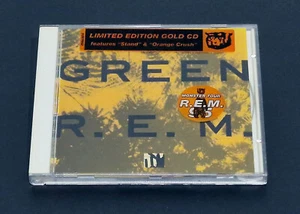 LIMITED EDITION GOLD CD
features "Stand" & "Orange Crush"
GREEN
MONSTER TOUR
R.E.M.
95
R. E. M.